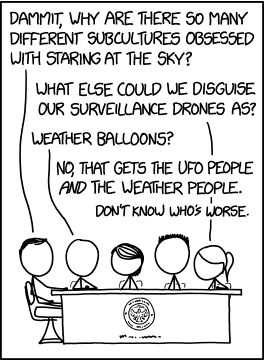 DAMMIT, WHY ARE THERE SO MANY
DIFFERENT SUBCULTURES OBSESSED
WITH STARING AT THE SKY?
WHAT ELSE COULD WE DISGUISE
OUR SURVEILLANCE DRONES AS?
WEATHER BALLOONS?
NO, THAT GETS THE UFO PEOPLE
AND THE WEATHER PEOPLE.
DON'T KNOW WHO'S WORSE.